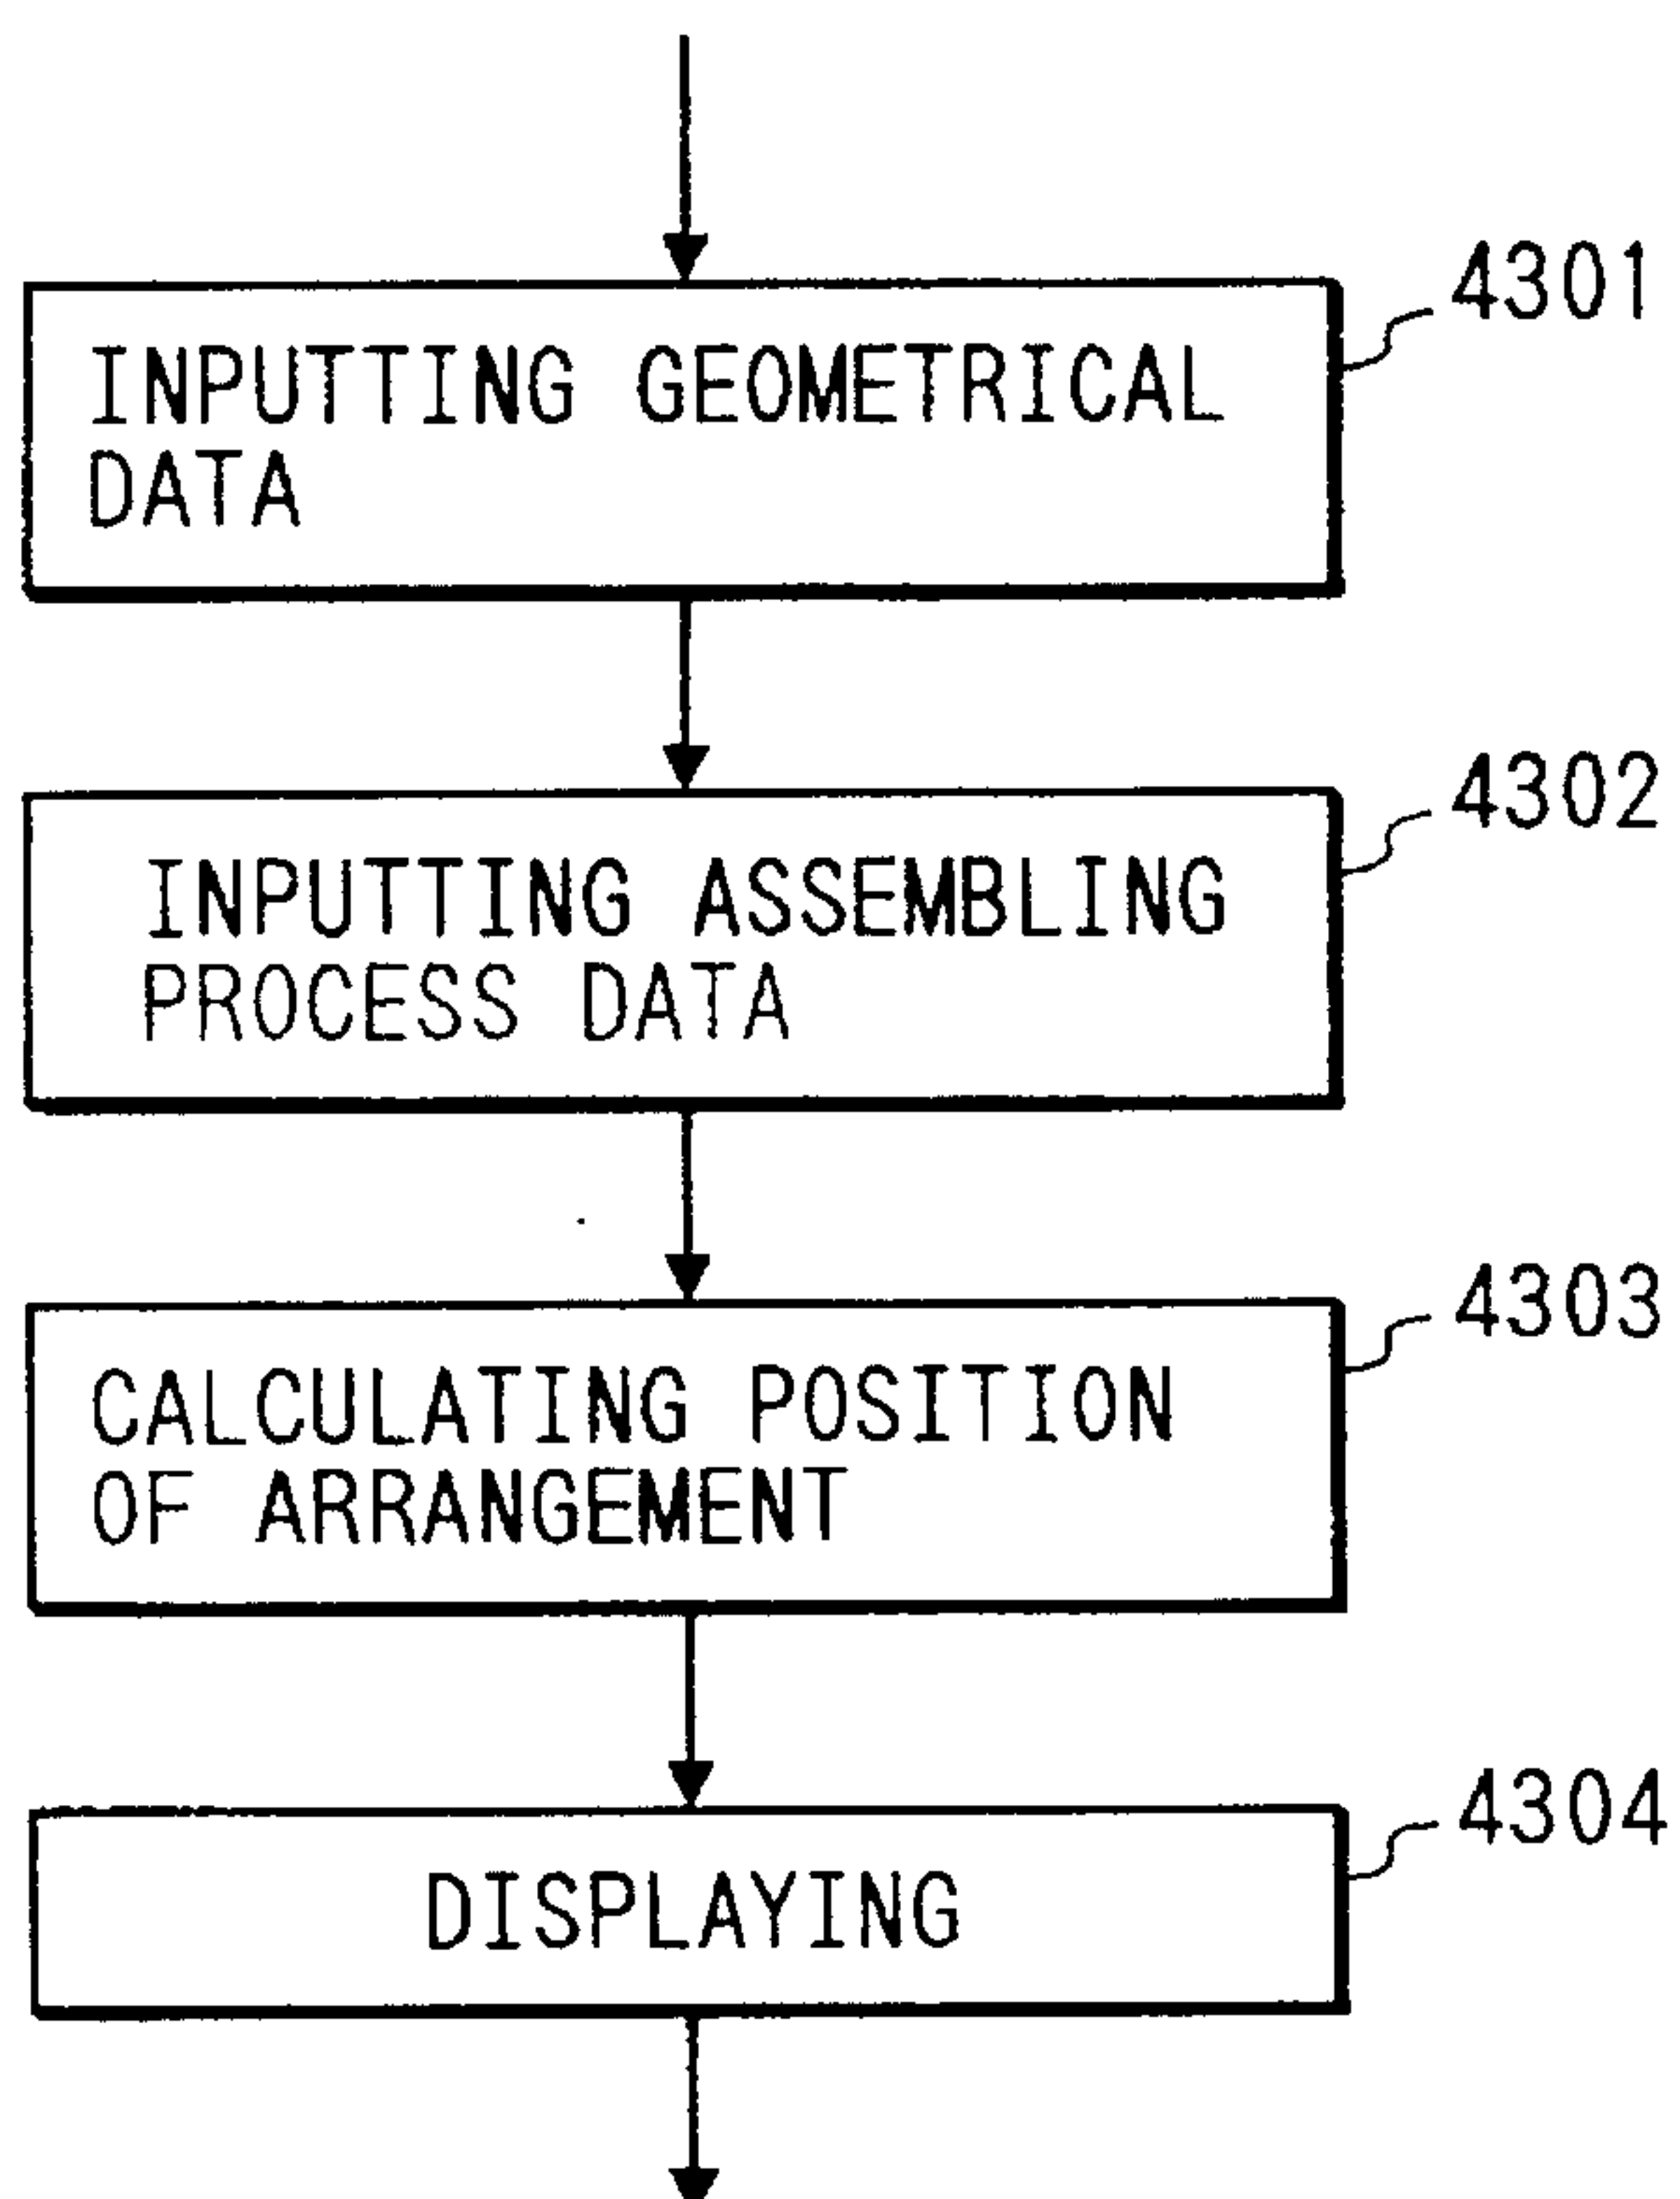 4301
INPUTTING GEOMETRICAL
DATA
4302
INPUTTING ASSEMBLING
PROCESS DATA
4303
CALCULATING POSITION
OF ARRANGEMENT
4304
DISPLAYING